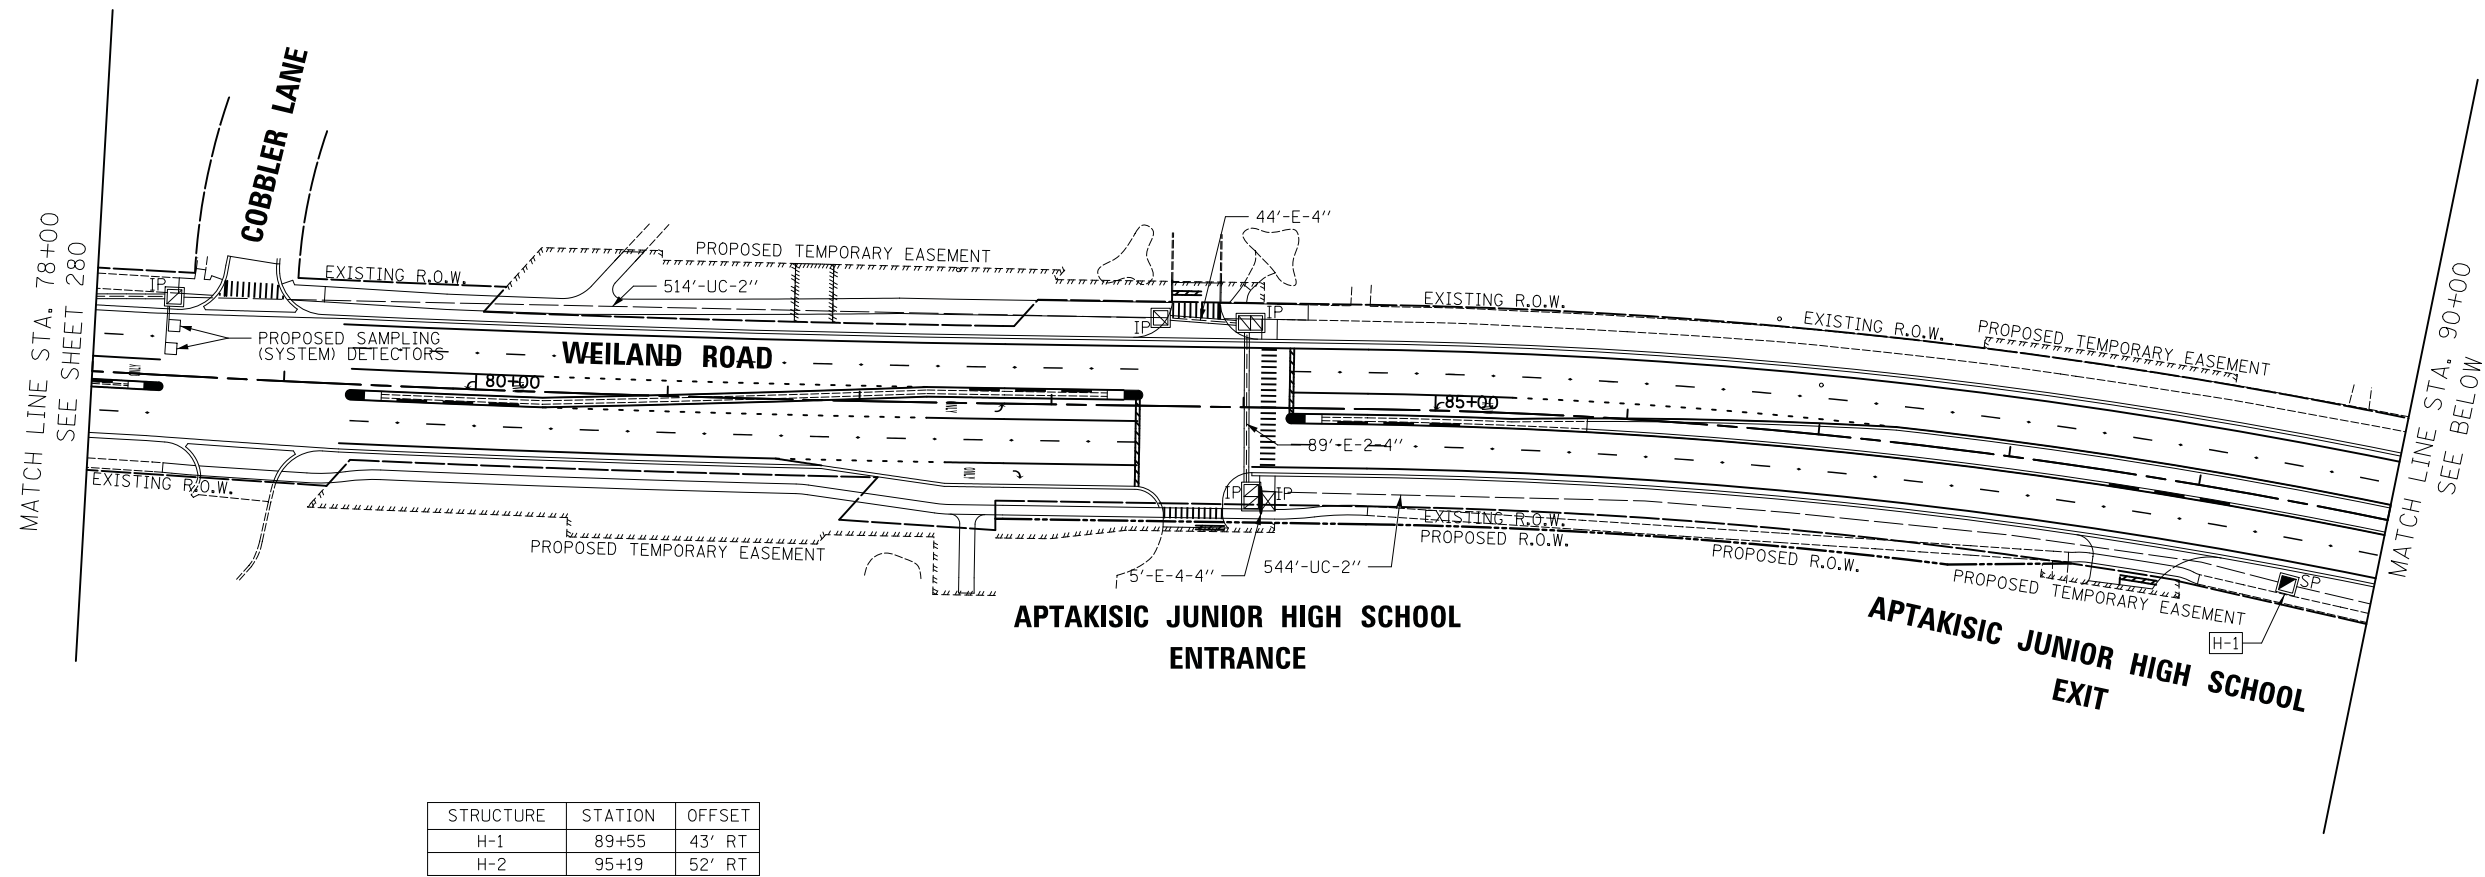 MATCH LINE STA. 78+00
SEE SHEET 280
COBBLER LANE
EXISTING R.O.W.
PROPOSED TEMPORARY EASEMENT
44'-E-4''
514'-UC-2''
IP
IP
IP
EXISTING R.O.W.
EXISTING R.O.W.
PROPOSED TEMPORARY EASEMENT
PROPOSED SAMPLING
(SYSTEM) DETECTORS
WEILAND ROAD
80+00
85+00
ONLY
ONLY
ONLY
89'-E-2-4''
EXISTING R.O.W.
IP
IP
EXISTING R.O.W.
PROPOSED R.O.W.
PROPOSED R.O.W.
PROPOSED TEMPORARY EASEMENT
5'-E-4-4''
544'-UC-2''
PROPOSED TEMPORARY EASEMENT
SP
H-1
APTAKISIC JUNIOR HIGH SCHOOL
ENTRANCE
APTAKISIC JUNIOR HIGH SCHOOL
EXIT
MATCH LINE STA. 90+00
SEE BELOW
STRUCTURE STATION OFFSET
H-1 89+55 43' RT
H-2 95+19 52' RT